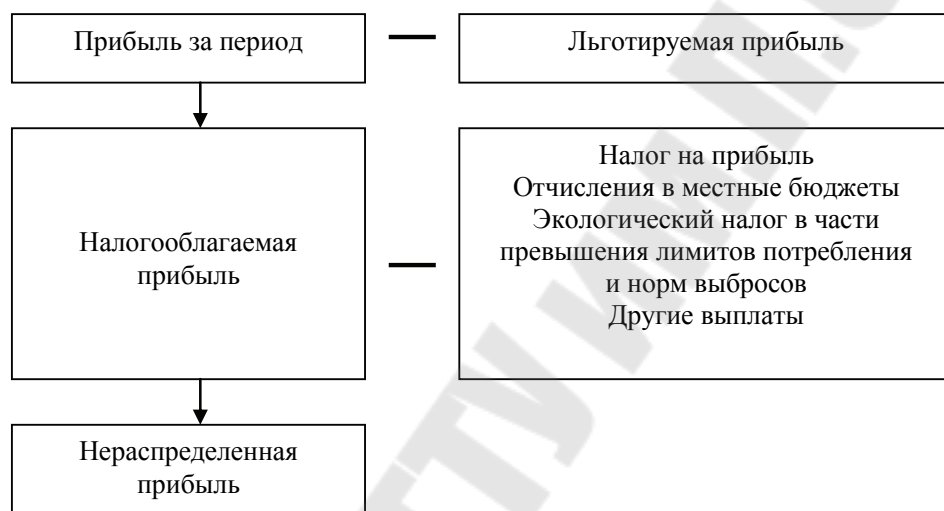 Прибыль за период
Льготируемая прибыль
Налогооблагаемая
прибыль
Налог на прибыль
Отчисления в местные бюджеты
Экологический налог в части
превышения лимитов потребления
и норм выбросов
Другие выплаты
Нераспределенная
прибыль